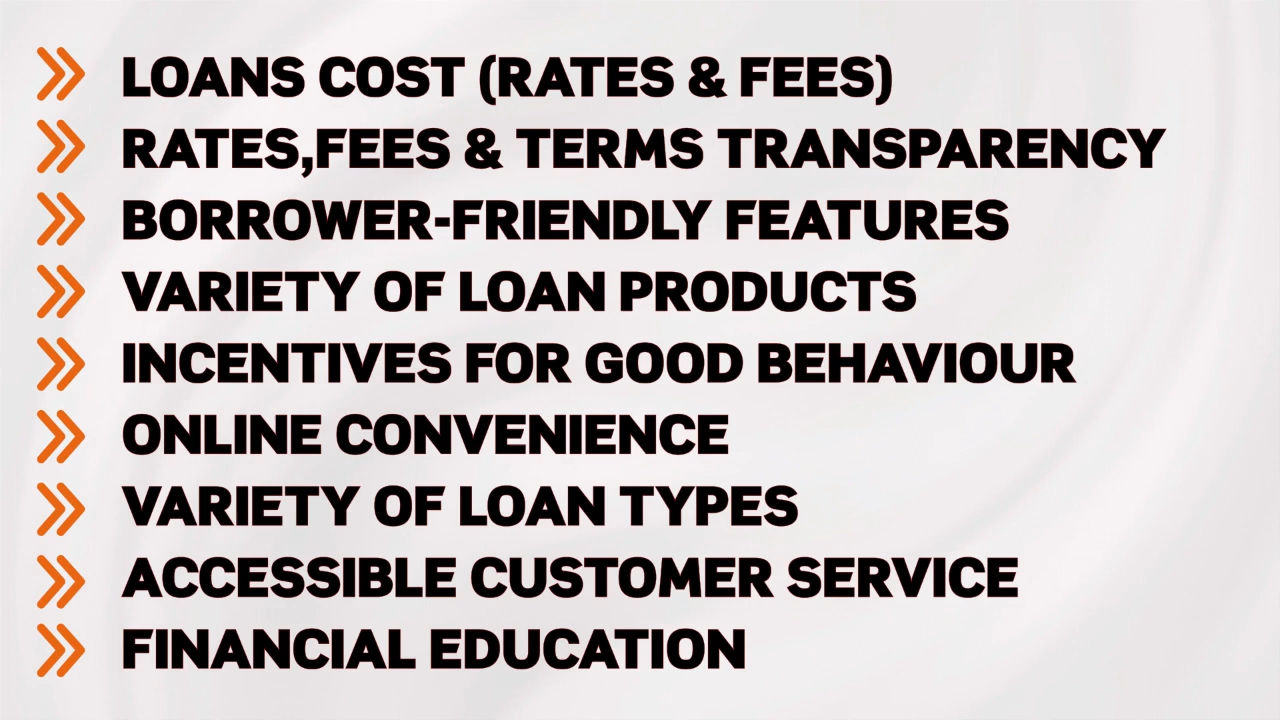 LOANS COST (RATES & FEES)
RATES,FEES & TERMS TRANSPARENCY
BORROWER-FRIENDLY FEATURES
VARIETY OF LOAN PRODUCTS
INCENTIVES FOR GOOD BEHAVIOUR
ONLINE CONVENIENCE
VARIETY OF LOAN TYPES
ACCESSIBLE CUSTOMER SERVICE
FINANCIAL EDUCATION